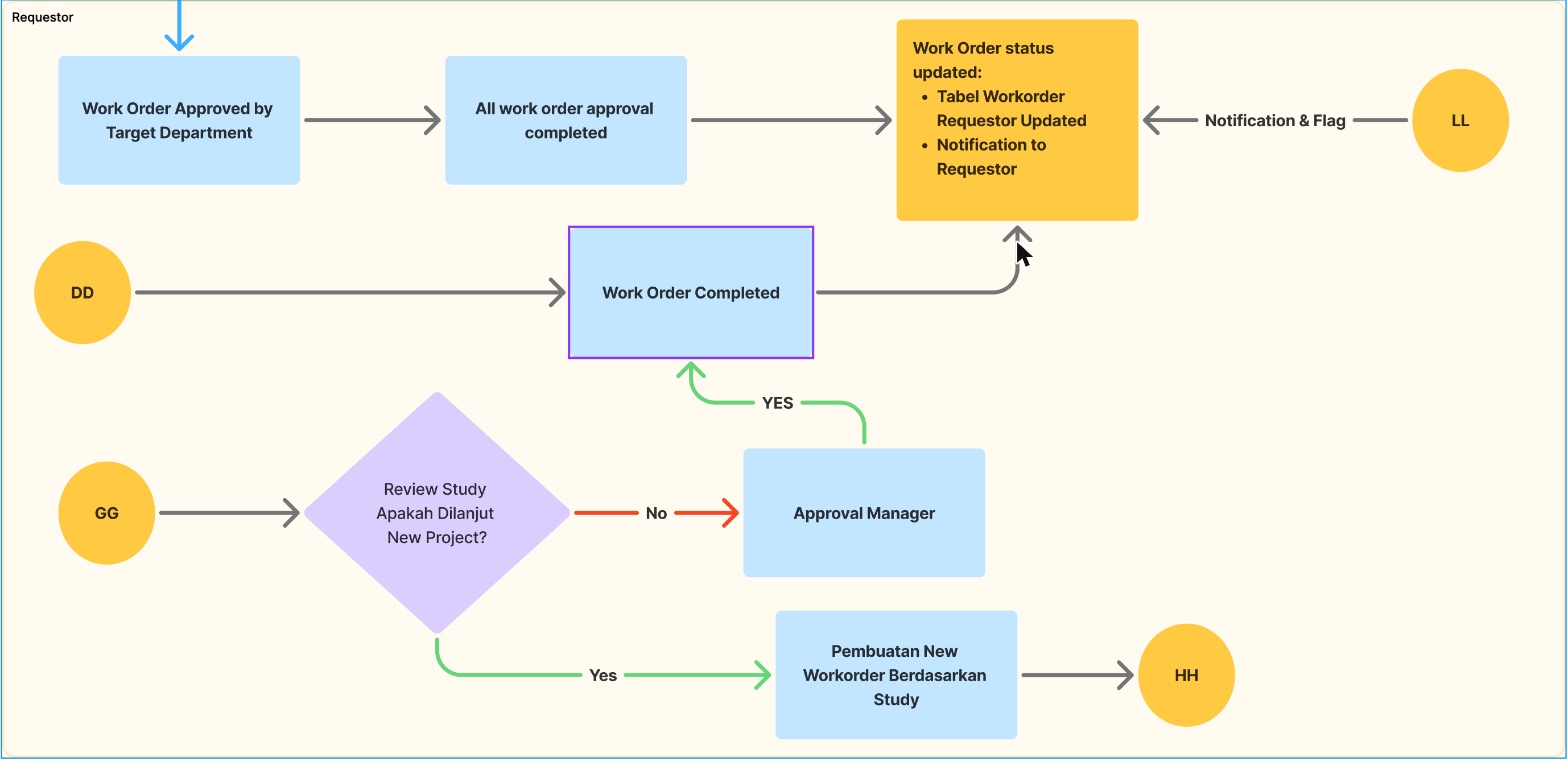 Requestor
Work Order Approved by
Target Department
All work order approval
completed
Work Order status
updated:
• Tabel Workorder
Requestor Updated
• Notification to
Requestor
Notification & Flag
LL
DD
Work Order Completed
YES
GG
Review Study
Apakah Dilanjut
New Project?
No
Approval Manager
Yes
Pembuatan New
Workorder Berdasarkan
Study
HH